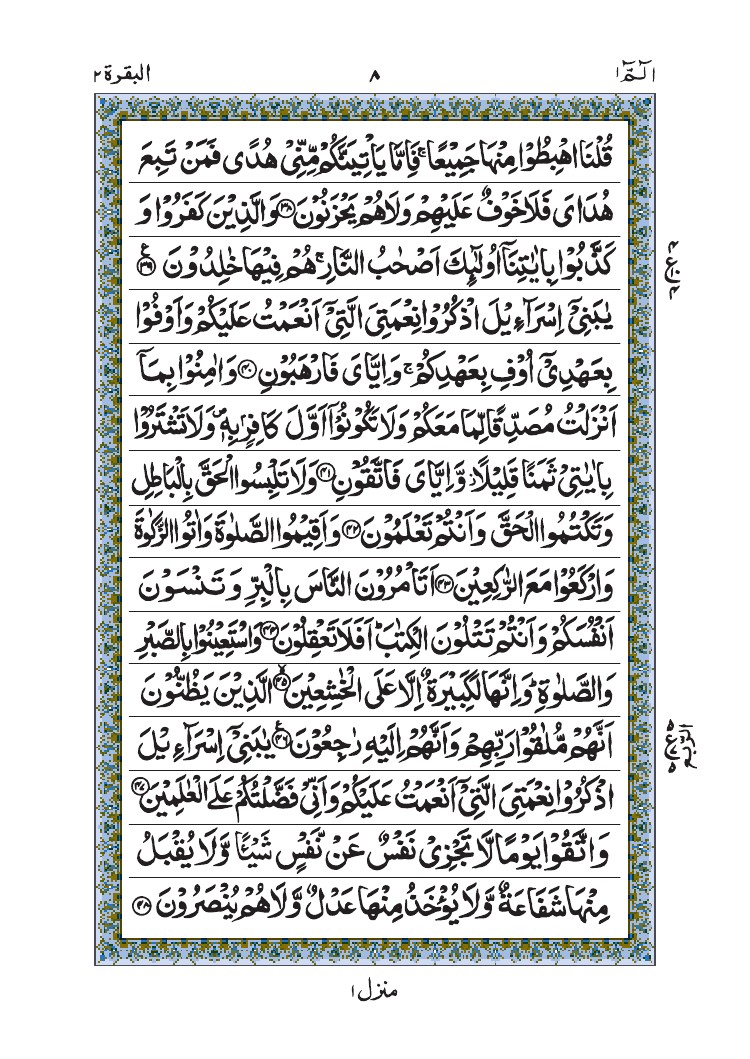 الٓمّٓ ١ ٨ البقرة ٢
قُلْنَا اهْبِطُوْا مِنْهَا جَمِيْعًا ۚ فَاِمَّا يَاْتِيَنَّكُمْ مِّنِّيْ هُدًى فَمَنْ تَبِعَ
هُدَايَ فَلَا خَوْفٌ عَلَيْهِمْ وَلَا هُمْ يَحْزَنُوْنَ ﴿٣٨﴾ وَالَّذِيْنَ كَفَرُوْا وَ
كَذَّبُوْا بِاٰيٰتِنَاۤ اُولٰٓئِكَ اَصْحٰبُ النَّارِ ۚ هُمْ فِيْهَا خٰلِدُوْنَ ﴿٣٩﴾ ع
يٰبَنِيْۤ اِسْرَآءِيْلَ اذْكُرُوْا نِعْمَتِيَ الَّتِيْۤ اَنْعَمْتُ عَلَيْكُمْ وَاَوْفُوْا
بِعَهْدِيْۤ اُوْفِ بِعَهْدِكُمْ ۚ وَاِيَّايَ فَارْهَبُوْنِ ﴿٤٠﴾ وَاٰمِنُوْا بِمَاۤ
اَنْزَلْتُ مُصَدِّقًا لِّمَا مَعَكُمْ وَلَا تَكُوْنُوْۤا اَوَّلَ كَافِرٍۭ بِهٖ ۪ وَلَا تَشْتَرُوْا
بِاٰيٰتِيْ ثَمَنًا قَلِيْلًا ؗ وَّاِيَّايَ فَاتَّقُوْنِ ﴿٤١﴾ وَلَا تَلْبِسُوا الْحَقَّ بِالْبَاطِلِ
وَتَكْتُمُوا الْحَقَّ وَاَنْتُمْ تَعْلَمُوْنَ ﴿٤٢﴾ وَاَقِيْمُوا الصَّلٰوةَ وَاٰتُوا الزَّكٰوةَ
وَارْكَعُوْا مَعَ الرّٰكِعِيْنَ ﴿٤٣﴾ اَتَاْمُرُوْنَ النَّاسَ بِالْبِرِّ وَتَنْسَوْنَ
اَنْفُسَكُمْ وَاَنْتُمْ تَتْلُوْنَ الْكِتٰبَ ؕ اَفَلَا تَعْقِلُوْنَ ﴿٤٤﴾ وَاسْتَعِيْنُوْا بِالصَّبْرِ
وَالصَّلٰوةِ ؕ وَاِنَّهَا لَكَبِيْرَةٌ اِلَّا عَلَى الْخٰشِعِيْنَ ﴿٤٥﴾ الَّذِيْنَ يَظُنُّوْنَ
اَنَّهُمْ مُّلٰقُوْا رَبِّهِمْ وَاَنَّهُمْ اِلَيْهِ رٰجِعُوْنَ ﴿٤٦﴾ ع يٰبَنِيْۤ اِسْرَآءِيْلَ
اذْكُرُوْا نِعْمَتِيَ الَّتِيْۤ اَنْعَمْتُ عَلَيْكُمْ وَاَنِّيْ فَضَّلْتُكُمْ عَلَى الْعٰلَمِيْنَ ﴿٤٧﴾
وَاتَّقُوْا يَوْمًا لَّا تَجْزِيْ نَفْسٌ عَنْ نَّفْسٍ شَيْـًٔا وَّلَا يُقْبَلُ
مِنْهَا شَفَاعَةٌ وَّلَا يُؤْخَذُ مِنْهَا عَدْلٌ وَّلَا هُمْ يُنْصَرُوْنَ ﴿٤٨﴾
الرّبع
منزل ١